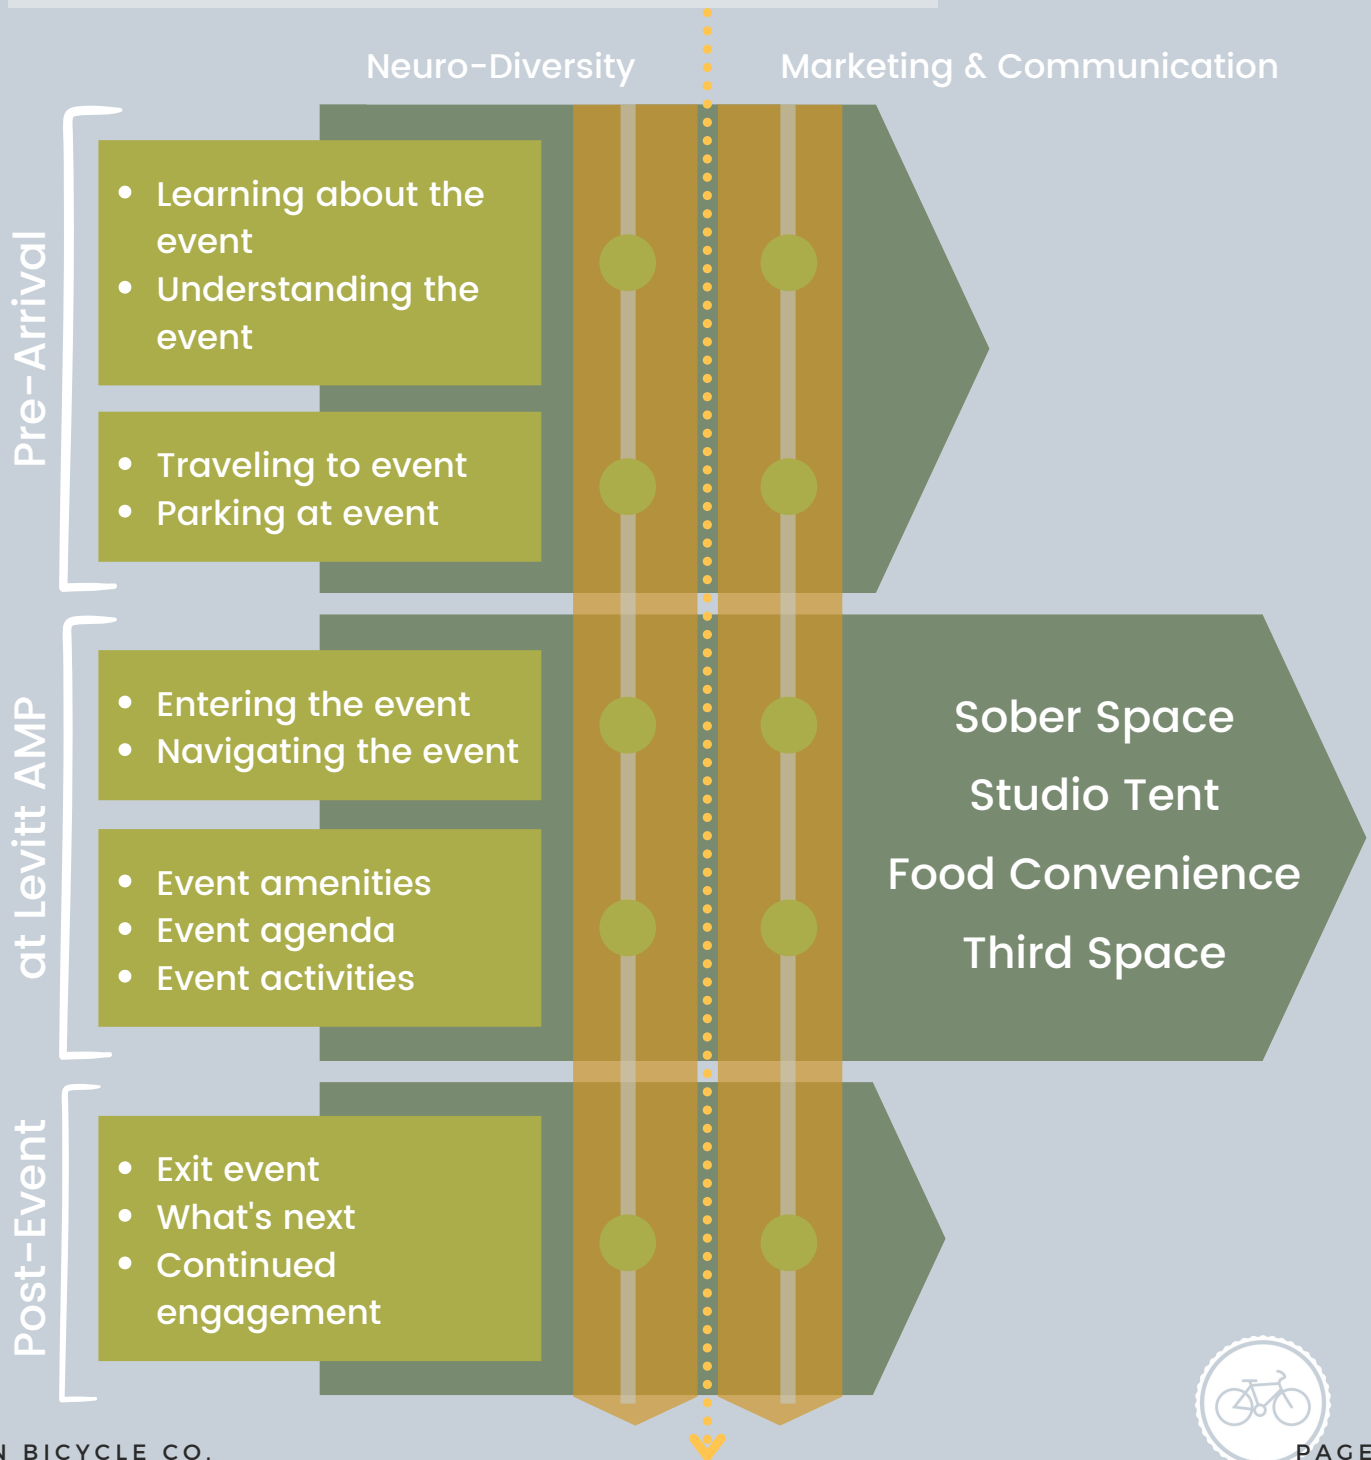 Neuro-Diversity
Marketing & Communication
Pre-Arrival
• Learning about the
event
• Understanding the
event
• Traveling to event
• Parking at event
at Levitt AMP
• Entering the event
• Navigating the event
• Event amenities
• Event agenda
• Event activities
Sober Space
Studio Tent
Food Convenience
Third Space
Post-Event
• Exit event
• What's next
• Continued
engagement
N BICYCLE CO.
PAGE